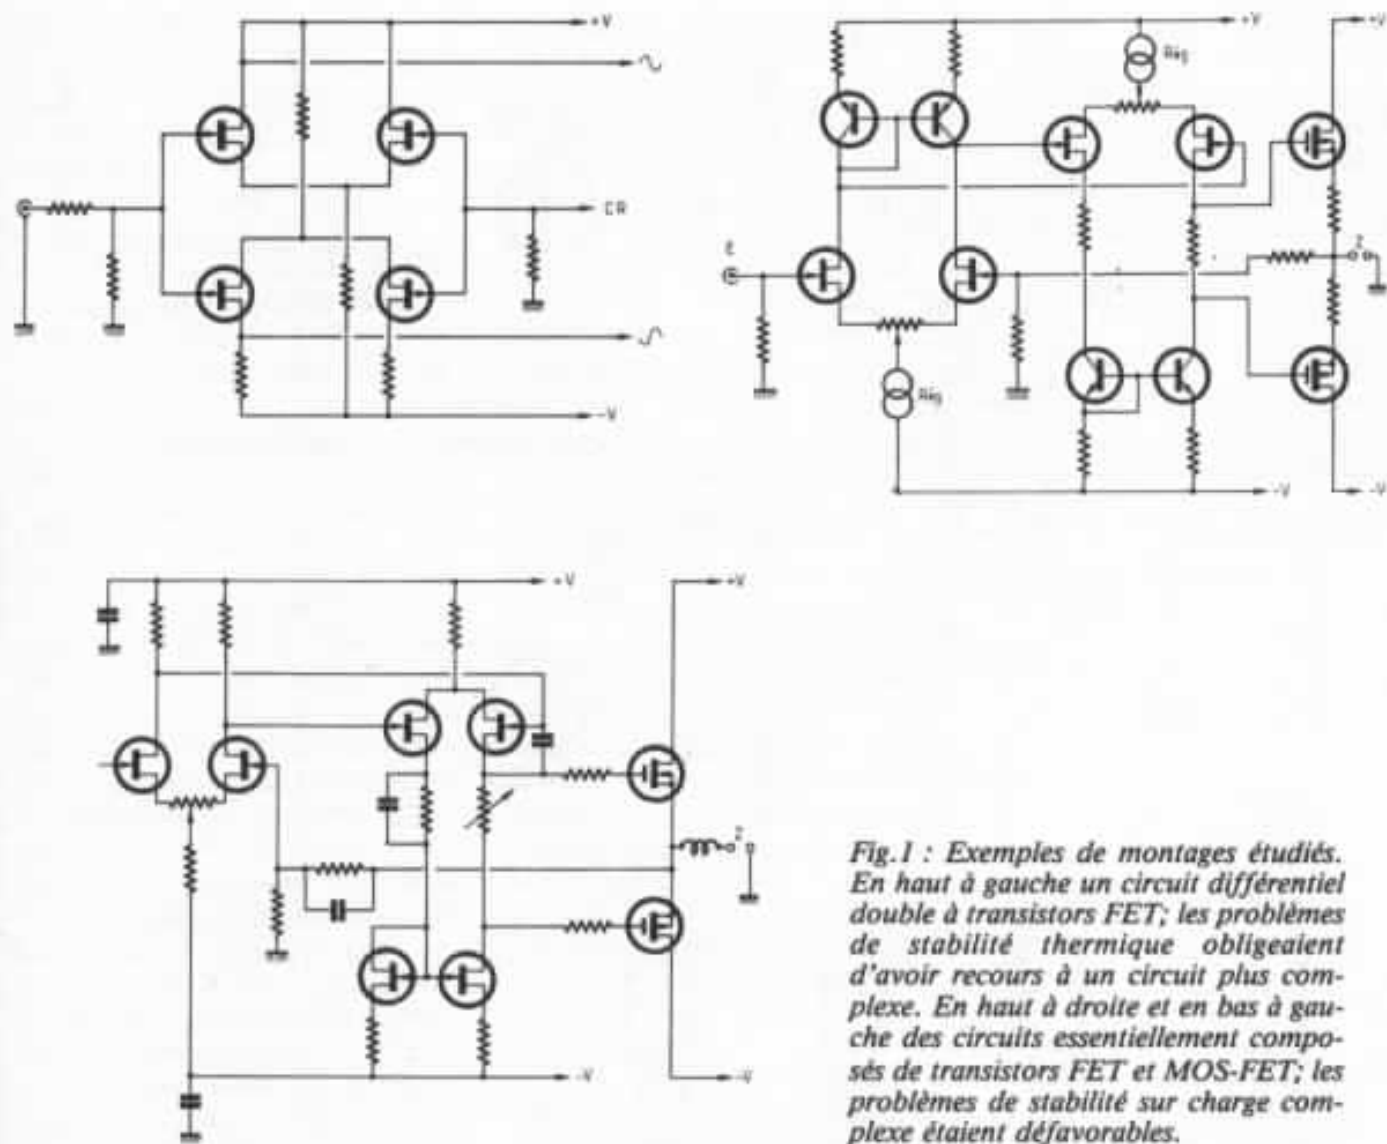 +V
CR
-V
+V
Rég
+V
E
Z
Rég
-V
-V
+V
+V
Z
-V
-V
Fig.1 : Exemples de montages étudiés.
En haut à gauche un circuit différentiel
double à transistors FET; les problèmes
de stabilité thermique obligeaient
d'avoir recours à un circuit plus com-
plexe. En haut à droite et en bas à gau-
che des circuits essentiellement compo-
sés de transistors FET et MOS-FET; les
problèmes de stabilité sur charge com-
plexe étaient défavorables.